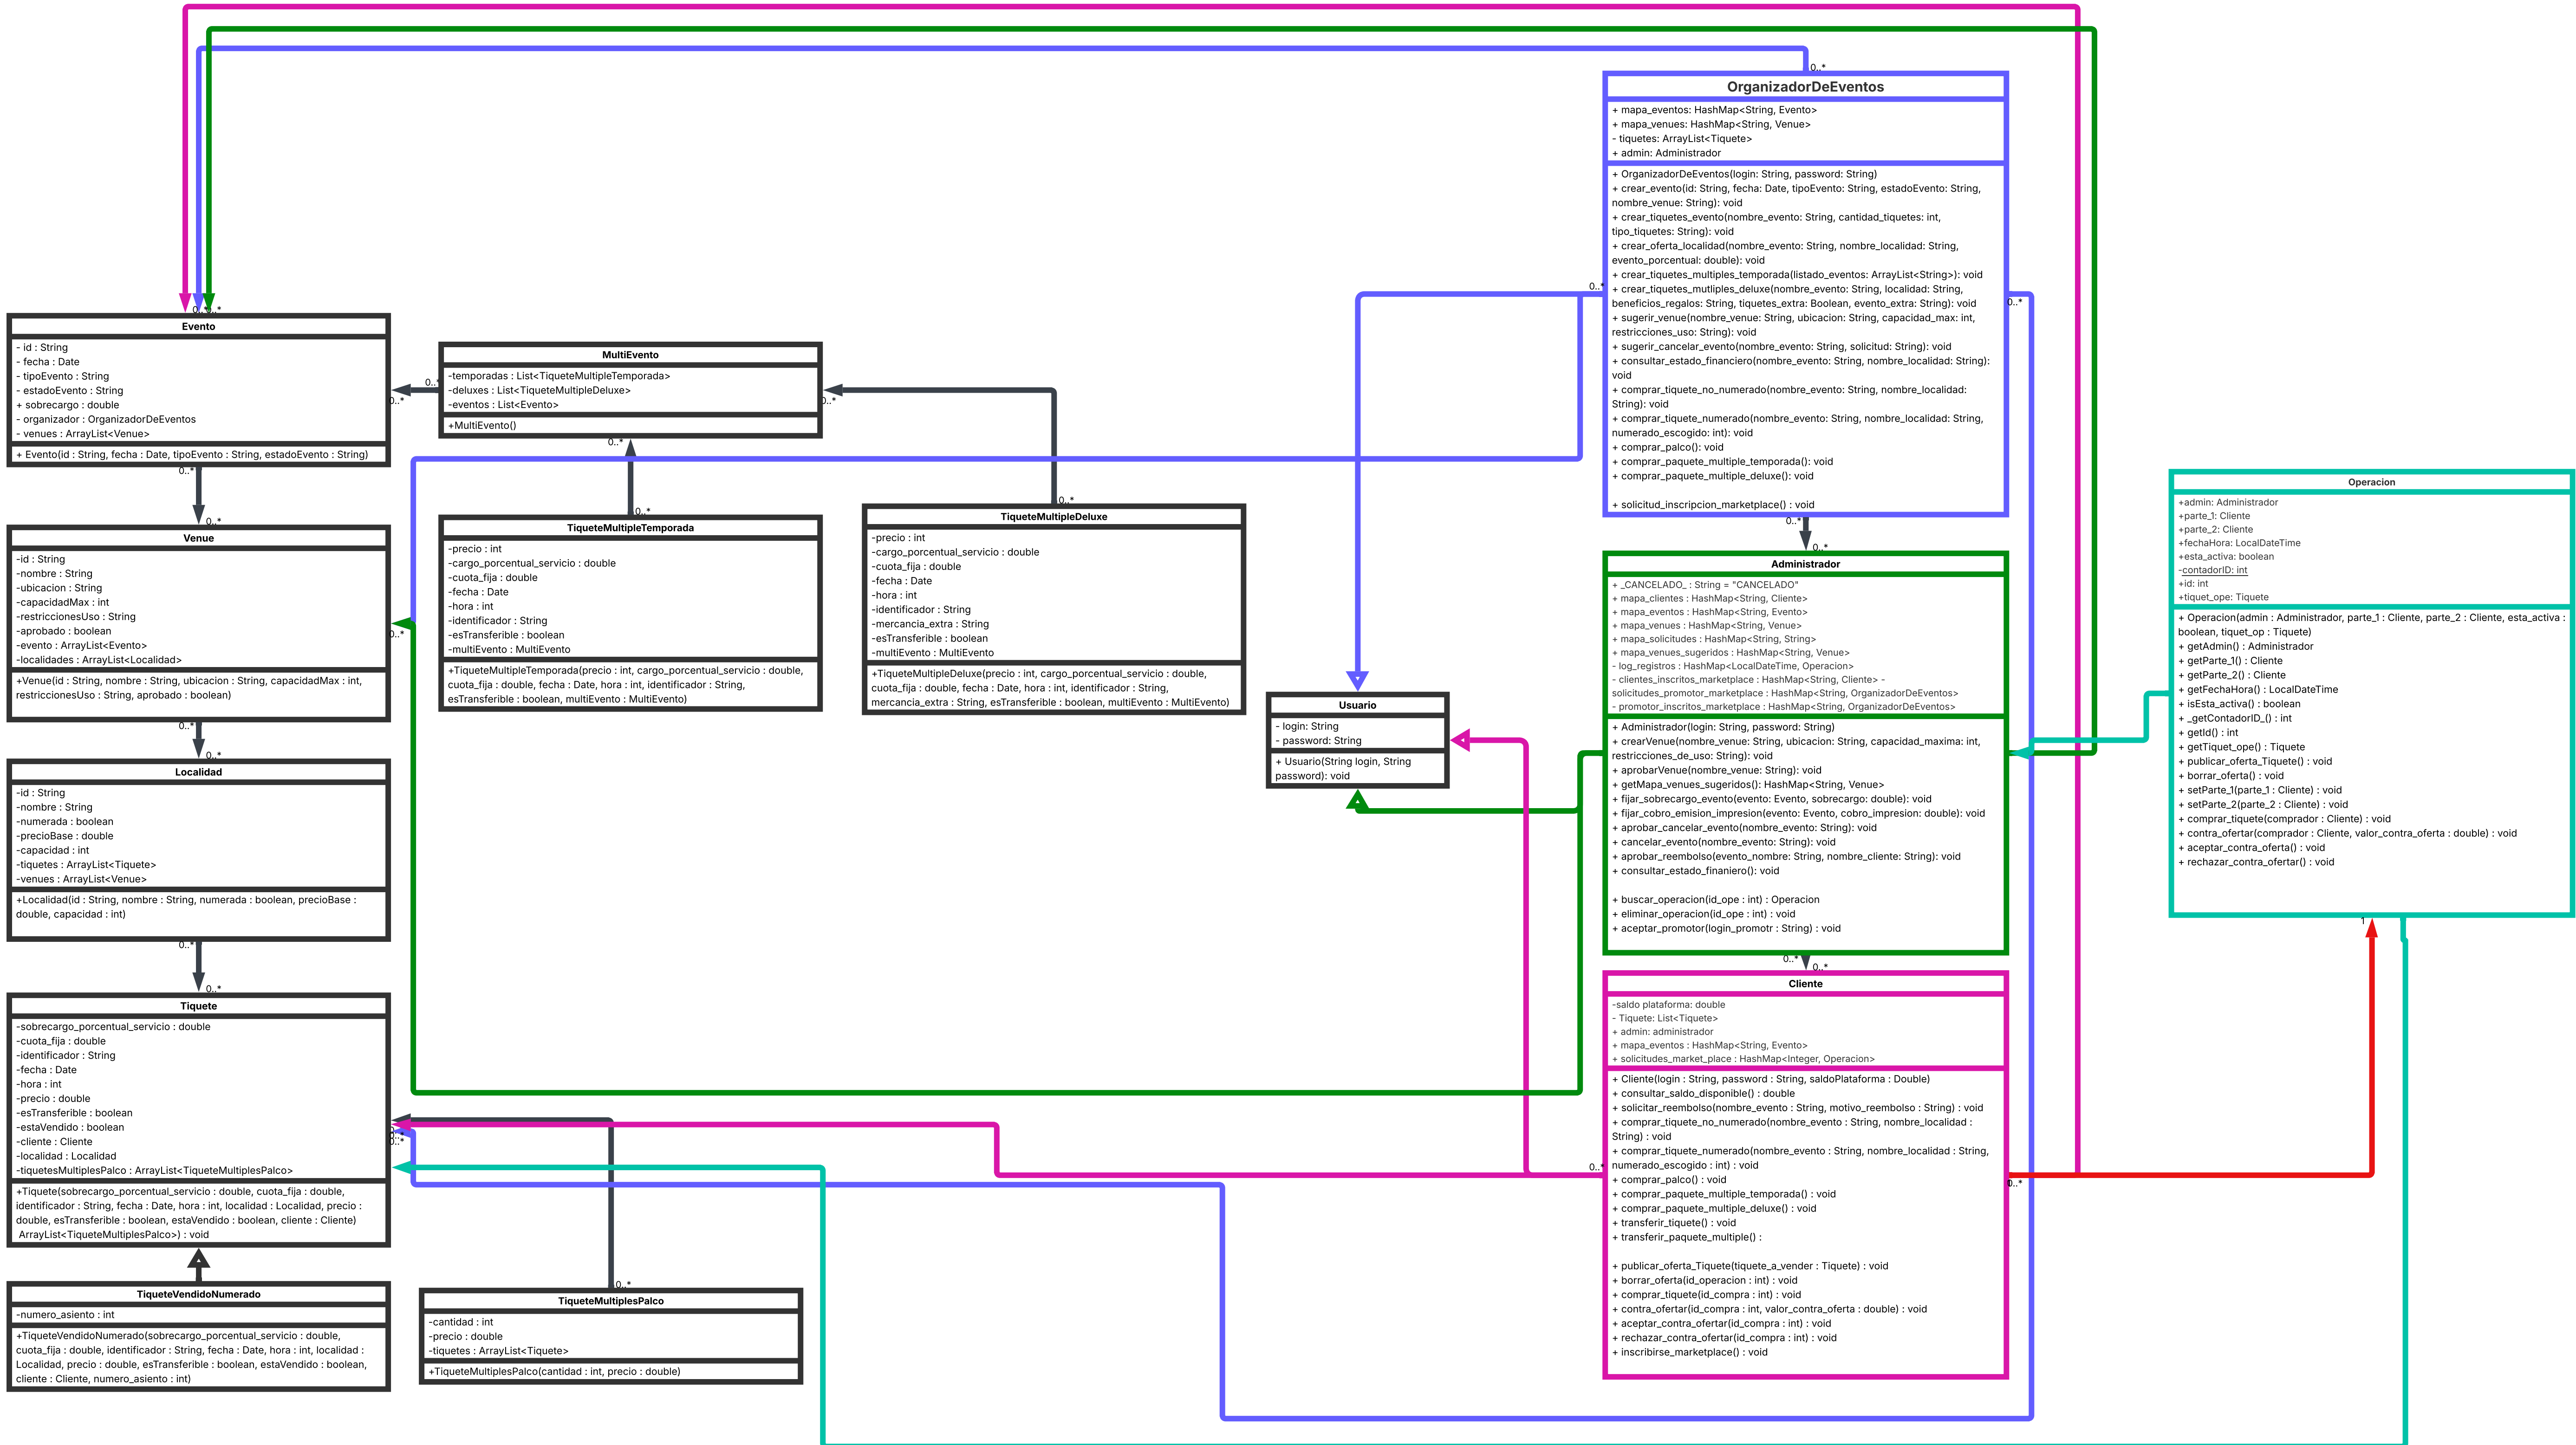 OrganizadorDeEventos
+ mapa_eventos: HashMap<String, Evento>
+ mapa_venues: HashMap<String, Venue>
- tiquetes: ArrayList<Tiquete>
+ admin: Administrador
+ OrganizadorDeEventos(login: String, password: String)
+ crear_evento(id: String, fecha: Date, tipoEvento: String, estadoEvento: String,
nombre_venue: String): void
+ crear_tiquetes_evento(nombre_evento: String, cantidad_tiquetes: int,
tipo_tiquetes: String): void
+ crear_oferta_localidad(nombre_evento: String, nombre_localidad: String,
evento_porcentual: double): void
+ crear_tiquetes_multiples_temporada(listado_eventos: ArrayList<String>): void
+ crear_tiquetes_mutliples_deluxe(nombre_evento: String, localidad: String,
beneficios_regalos: String, tiquetes_extra: Boolean, evento_extra: String): void
+ sugerir_venue(nombre_venue: String, ubicacion: String, capacidad_max: int,
restricciones_uso: String): void
+ sugerir_cancelar_evento(nombre_evento: String, solicitud: String): void
+ consultar_estado_financiero(nombre_evento: String, nombre_localidad: String):
void
+ comprar_tiquete_no_numerado(nombre_evento: String, nombre_localidad:
String): void
+ comprar_tiquete_numerado(nombre_evento: String, nombre_localidad: String,
numerado_escogido: int): void
+ comprar_palco(): void
+ comprar_paquete_multiple_temporada(): void
+ comprar_paquete_multiple_deluxe(): void
+ solicitud_inscripcion_marketplace() : void
0..*
0..*
0..*
0..*
0..*
Evento
- id : String
- fecha : Date
- tipoEvento : String
- estadoEvento : String
+ sobrecargo : double
- organizador : OrganizadorDeEventos
- venues : ArrayList<Venue>
+ Evento(id : String, fecha : Date, tipoEvento : String, estadoEvento : String)
0..*
0..*
0..*
0..*
MultiEvento
-temporadas : List<TiqueteMultipleTemporada>
-deluxes : List<TiqueteMultipleDeluxe>
-eventos : List<Evento>
+MultiEvento()
0..*
0..*
0..*
0..*
Venue
-id : String
-nombre : String
-ubicacion : String
-capacidadMax : int
-restriccionesUso : String
-aprobado : boolean
-evento : ArrayList<Evento>
-localidades : ArrayList<Localidad>
+Venue(id : String, nombre : String, ubicacion : String, capacidadMax : int,
restriccionesUso : String, aprobado : boolean)
0..*
0..*
0..*
TiqueteMultipleTemporada
-precio : int
-cargo_porcentual_servicio : double
-cuota_fija : double
-fecha : Date
-hora : int
-identificador : String
-esTransferible : boolean
-multiEvento : MultiEvento
+TiqueteMultipleTemporada(precio : int, cargo_porcentual_servicio : double,
cuota_fija : double, fecha : Date, hora : int, identificador : String,
esTransferible : boolean, multiEvento : MultiEvento)
TiqueteMultipleDeluxe
-precio : int
-cargo_porcentual_servicio : double
-cuota_fija : double
-fecha : Date
-hora : int
-identificador : String
-mercancia_extra : String
-esTransferible : boolean
-multiEvento : MultiEvento
+TiqueteMultipleDeluxe(precio : int, cargo_porcentual_servicio : double,
cuota_fija : double, fecha : Date, hora : int, identificador : String,
mercancia_extra : String, esTransferible : boolean, multiEvento : MultiEvento)
Usuario
- login: String
- password: String
+ Usuario(String login, String
password): void
0..*
Administrador
+ _CANCELADO_ : String = "CANCELADO"
+ mapa_clientes : HashMap<String, Cliente>
+ mapa_eventos : HashMap<String, Evento>
+ mapa_venues : HashMap<String, Venue>
+ mapa_solicitudes : HashMap<String, String>
+ mapa_venues_sugeridos : HashMap<String, Venue>
- log_registros : HashMap<LocalDateTime, Operacion>
- clientes_inscritos_marketplace : HashMap<String, Cliente> -
solicitudes_promotor_marketplace : HashMap<String, OrganizadorDeEventos>
- promotor_inscritos_marketplace : HashMap<String, OrganizadorDeEventos>
+ Administrador(login: String, password: String)
+ crearVenue(nombre_venue: String, ubicacion: String, capacidad_maxima: int,
restricciones_de_uso: String): void
+ aprobarVenue(nombre_venue: String): void
+ getMapa_venues_sugeridos(): HashMap<String, Venue>
+ fijar_sobrecargo_evento(evento: Evento, sobrecargo: double): void
+ fijar_cobro_emision_impresion(evento: Evento, cobro_impresion: double): void
+ aprobar_cancelar_evento(nombre_evento: String): void
+ cancelar_evento(nombre_evento: String): void
+ aprobar_reembolso(evento_nombre: String, nombre_cliente: String): void
+ consultar_estado_finaniero(): void
+ buscar_operacion(id_ope : int) : Operacion
+ eliminar_operacion(id_ope : int) : void
+ aceptar_promotor(login_promotr : String) : void
0..*
0..*
Operacion
+admin: Administrador
+parte_1: Cliente
+parte_2: Cliente
+fechaHora: LocalDateTime
+esta_activa: boolean
-contadorID: int
+id: int
+tiquet_ope: Tiquete
+ Operacion(admin : Administrador, parte_1 : Cliente, parte_2 : Cliente, esta_activa :
boolean, tiquet_op : Tiquete)
+ getAdmin() : Administrador
+ getParte_1() : Cliente
+ getParte_2() : Cliente
+ getFechaHora() : LocalDateTime
+ isEsta_activa() : boolean
+ _getContadorID_() : int
+ getId() : int
+ getTiquet_ope() : Tiquete
+ publicar_oferta_Tiquete() : void
+ borrar_oferta() : void
+ setParte_1(parte_1 : Cliente) : void
+ setParte_2(parte_2 : Cliente) : void
+ comprar_tiquete(comprador : Cliente) : void
+ contra_ofertar(comprador : Cliente, valor_contra_oferta : double) : void
+ aceptar_contra_oferta() : void
+ rechazar_contra_ofertar() : void
1
Localidad
-id : String
-nombre : String
-numerada : boolean
-precioBase : double
-capacidad : int
-tiquetes : ArrayList<Tiquete>
-venues : ArrayList<Venue>
+Localidad(id : String, nombre : String, numerada : boolean, precioBase :
double, capacidad : int)
0..*
0..*
Cliente
-saldo plataforma: double
- Tiquete: List<Tiquete>
+ admin: administrador
+ mapa_eventos : HashMap<String, Evento>
+ solicitudes_market_place : HashMap<Integer, Operacion>
+ Cliente(login : String, password : String, saldoPlataforma : Double)
+ consultar_saldo_disponible() : double
+ solicitar_reembolso(nombre_evento : String, motivo_reembolso : String) : void
+ comprar_tiquete_no_numerado(nombre_evento : String, nombre_localidad :
String) : void
+ comprar_tiquete_numerado(nombre_evento : String, nombre_localidad : String,
numerado_escogido : int) : void
+ comprar_palco() : void
+ comprar_paquete_multiple_temporada() : void
+ comprar_paquete_multiple_deluxe() : void
+ transferir_tiquete() : void
+ transferir_paquete_multiple() :
+ publicar_oferta_Tiquete(tiquete_a_vender : Tiquete) : void
+ borrar_oferta(id_operacion : int) : void
+ comprar_tiquete(id_compra : int) : void
+ contra_ofertar(id_compra : int, valor_contra_oferta : double) : void
+ aceptar_contra_ofertar(id_compra : int) : void
+ rechazar_contra_ofertar(id_compra : int) : void
+ inscribirse_marketplace() : void
0..*
0..*
Tiquete
-sobrecargo_porcentual_servicio : double
-cuota_fija : double
-identificador : String
-fecha : Date
-hora : int
-precio : double
-esTransferible : boolean
-estaVendido : boolean
-cliente : Cliente
-localidad : Localidad
-tiquetesMultiplesPalco : ArrayList<TiqueteMultiplesPalco>
+Tiquete(sobrecargo_porcentual_servicio : double, cuota_fija : double,
identificador : String, fecha : Date, hora : int, localidad : Localidad, precio :
double, esTransferible : boolean, estaVendido : boolean, cliente : Cliente)
ArrayList<TiqueteMultiplesPalco>) : void
0..*
TiqueteVendidoNumerado
-numero_asiento : int
+TiqueteVendidoNumerado(sobrecargo_porcentual_servicio : double,
cuota_fija : double, identificador : String, fecha : Date, hora : int, localidad :
Localidad, precio : double, esTransferible : boolean, estaVendido : boolean,
cliente : Cliente, numero_asiento : int)
0..*
TiqueteMultiplesPalco
-cantidad : int
-precio : double
-tiquetes : ArrayList<Tiquete>
+TiqueteMultiplesPalco(cantidad : int, precio : double)